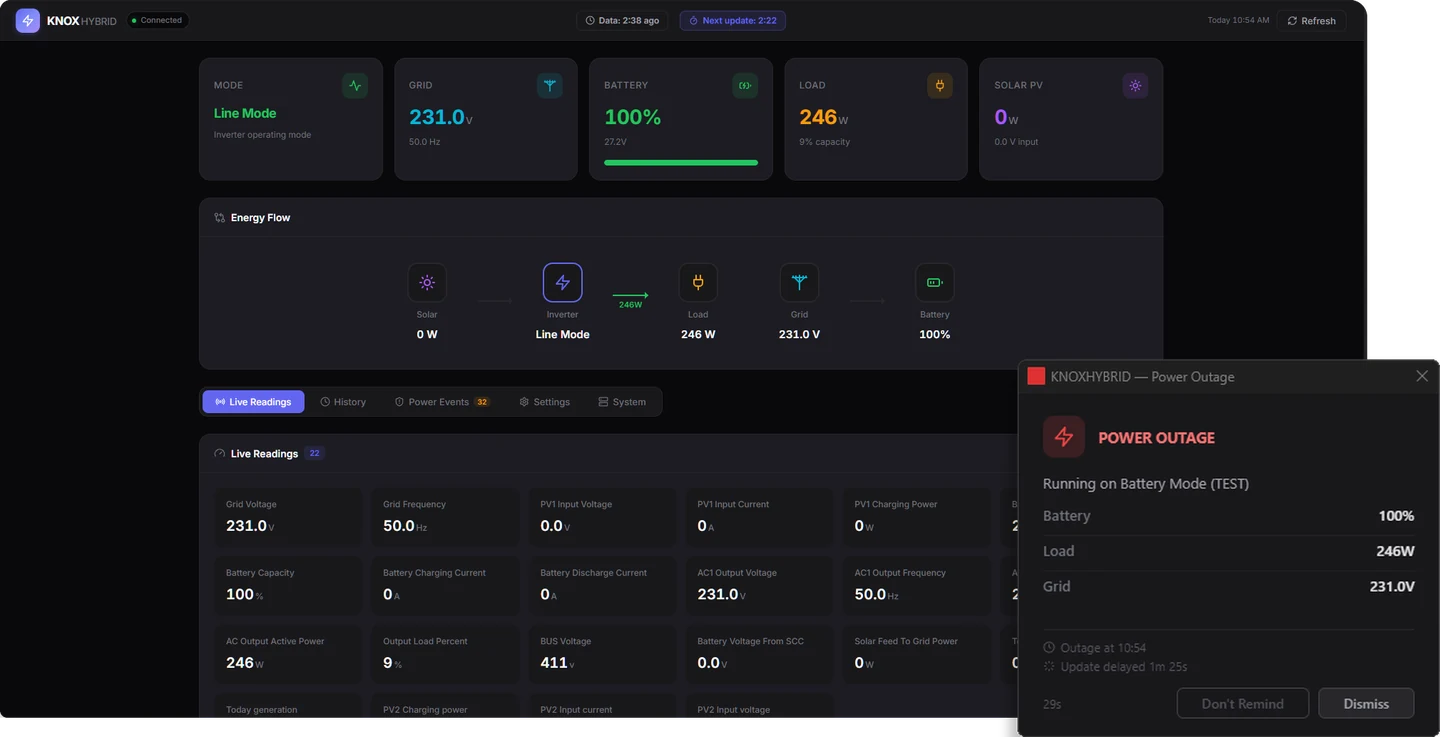 KNOX HYBRID
Connected
Data: 2:38 ago
Next update: 2:22
Today 10:54 AM
Refresh
MODE
Line Mode
Inverter operating mode
GRID
231.0 V
50.0 Hz
BATTERY
100%
27.2V
LOAD
246 W
9% capacity
SOLAR PV
0 W
0.0 V input
Energy Flow
246W
Solar
0 W
Inverter
Line Mode
Load
246 W
Grid
231.0 V
Battery
100%
Live Readings
History
Power Events 32
Settings
System
Live Readings 22
Grid Voltage
231.0 V
Grid Frequency
50.0 Hz
PV1 Input Voltage
0.0 V
PV1 Input Current
0 A
PV1 Charging Power
0 W
Battery Capacity
100 %
Battery Charging Current
0 A
Battery Discharge Current
0 A
AC1 Output Voltage
231.0 V
AC1 Output Frequency
50.0 Hz
AC Output Active Power
246 W
Output Load Percent
9 %
BUS Voltage
411 V
Battery Voltage From SCC
0.0 V
Solar Feed To Grid Power
0 W
Today generation
PV2 Charging power
PV2 Input current
PV2 Input voltage
KNOXHYBRID — Power Outage
POWER OUTAGE
Running on Battery Mode (TEST)
Battery 100%
Load 246W
Grid 231.0V
Outage at 10:54
Update delayed 1m 25s
29s
Don't Remind
Dismiss